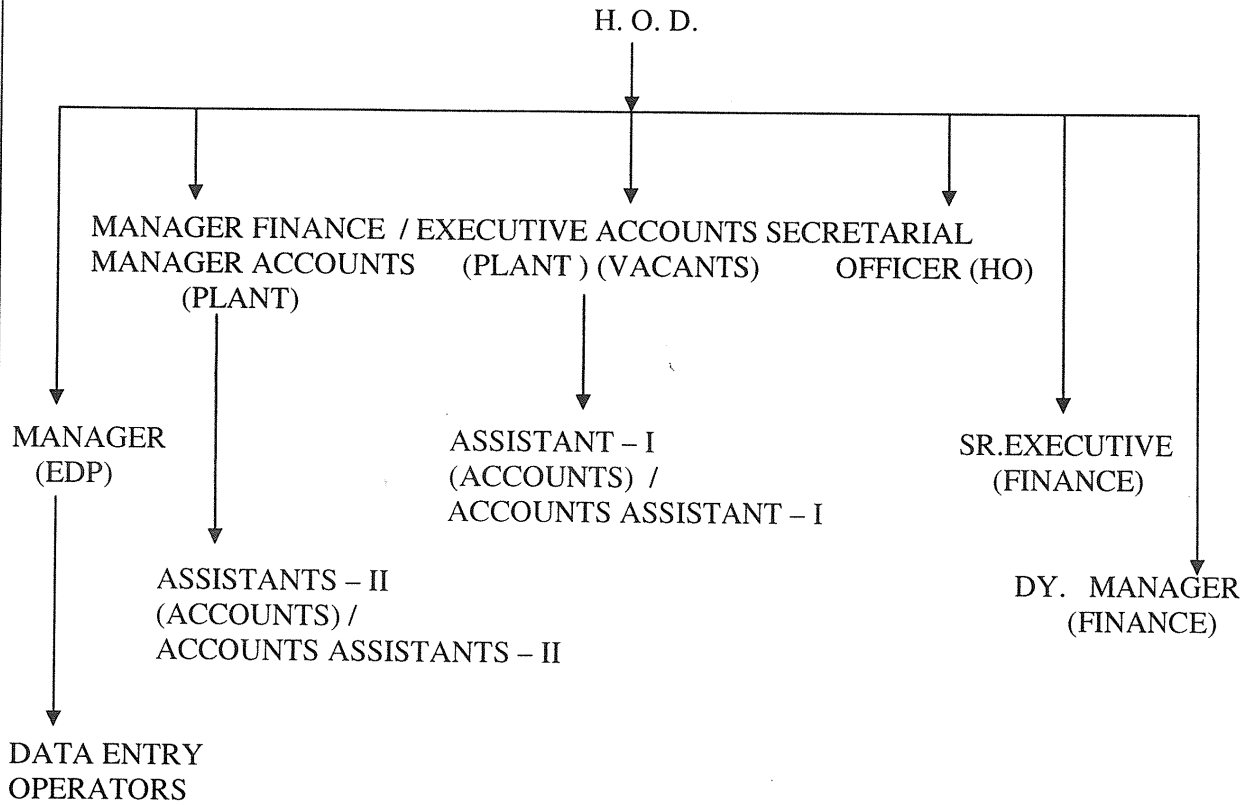 H. O. D.
MANAGER FINANCE / EXECUTIVE ACCOUNTS SECRETARIAL
MANAGER ACCOUNTS (PLANT ) (VACANTS) OFFICER (HO)
(PLANT)
MANAGER
(EDP)
ASSISTANT – I
(ACCOUNTS) /
ACCOUNTS ASSISTANT – I
SR.EXECUTIVE
(FINANCE)
ASSISTANTS – II
(ACCOUNTS) /
ACCOUNTS ASSISTANTS – II
DY. MANAGER
(FINANCE)
DATA ENTRY
OPERATORS